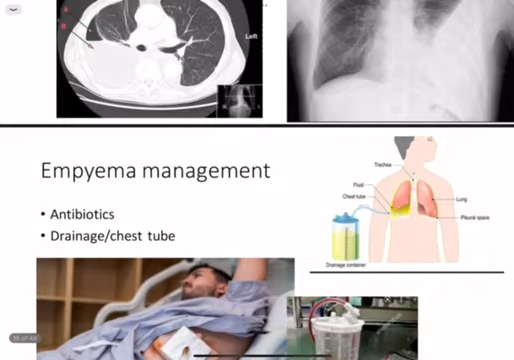 Left
Empyema management
• Antibiotics
• Drainage/chest tube
Trachea
Fluid
Chest tube
Lung
Pleural space
Drainage container